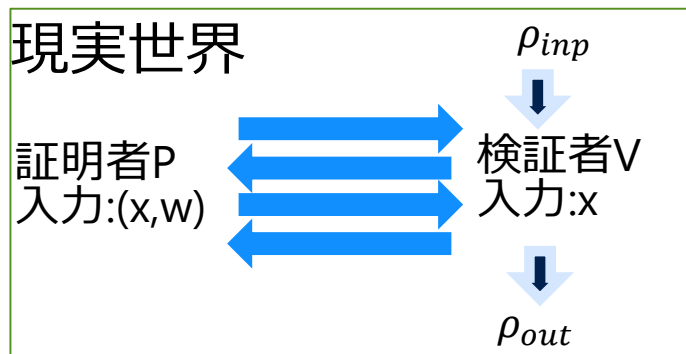 現実世界
ρ_inp
証明者P
入力:(x,w)
検証者V
入力:x
ρ_out